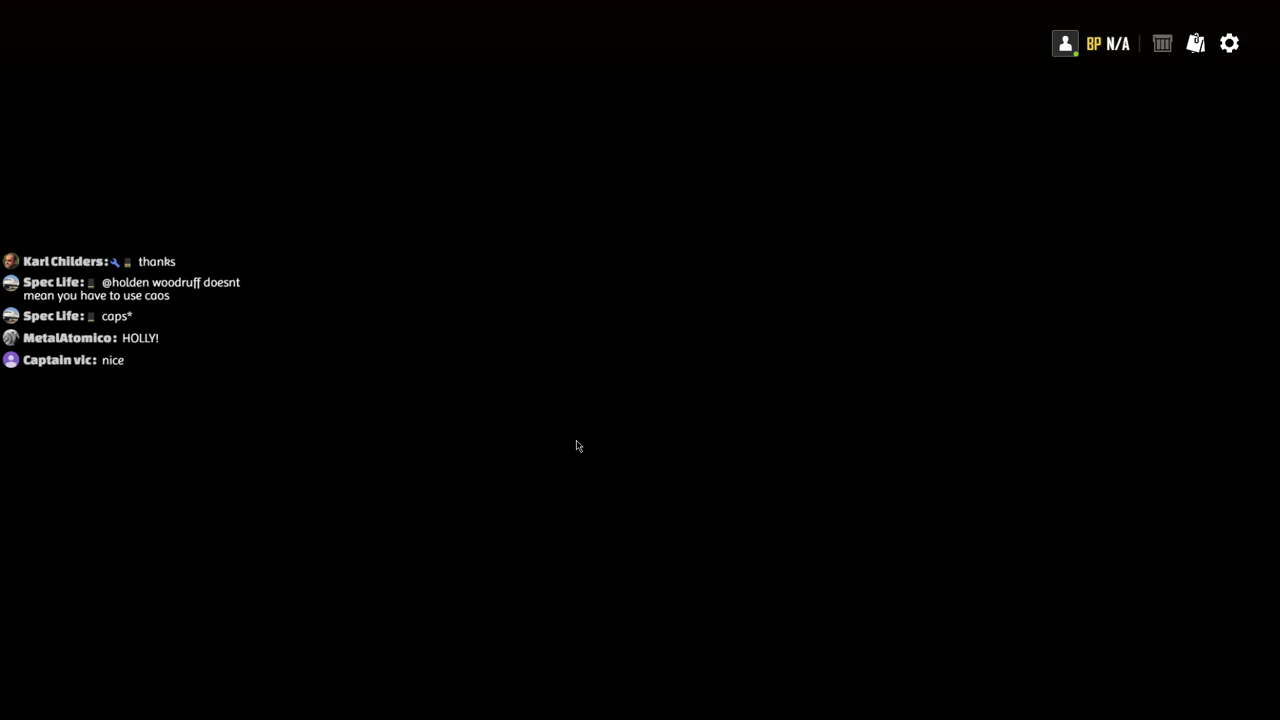 BP N/A
Karl Childers: thanks
Spec Life: @holden woodruff doesnt
mean you have to use caos
Spec Life: caps*
MetalAtomico: HOLLY!
Captain vic: nice